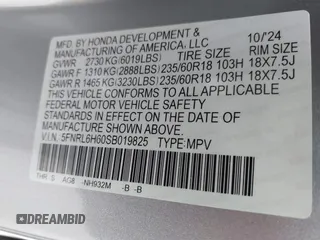 MFD. BY HONDA DEVELOPMENT & 10/'24
MANUFACTURING OF AMERICA, LLC
TIRE SIZE RIM SIZE
GVWR 2730 KG (6019LBS)
GAWR F 1310 KG (2888LBS) 235/60R18 103H 18X7.5J
GAWR R 1465 KG (3230LBS) 235/60R18 103H 18X7.5J
THIS VEHICLE CONFORMS TO ALL APPLICABLE
FEDERAL MOTOR VEHICLE SAFETY
STANDARDS IN EFFECT ON THE DATE OF
MANUFACTURE SHOWN ABOVE.
V.I.N. 5FNRL6H60SB019825 TYPE:MPV
THR S AG8 -NH932M -B -B
DREAMBID